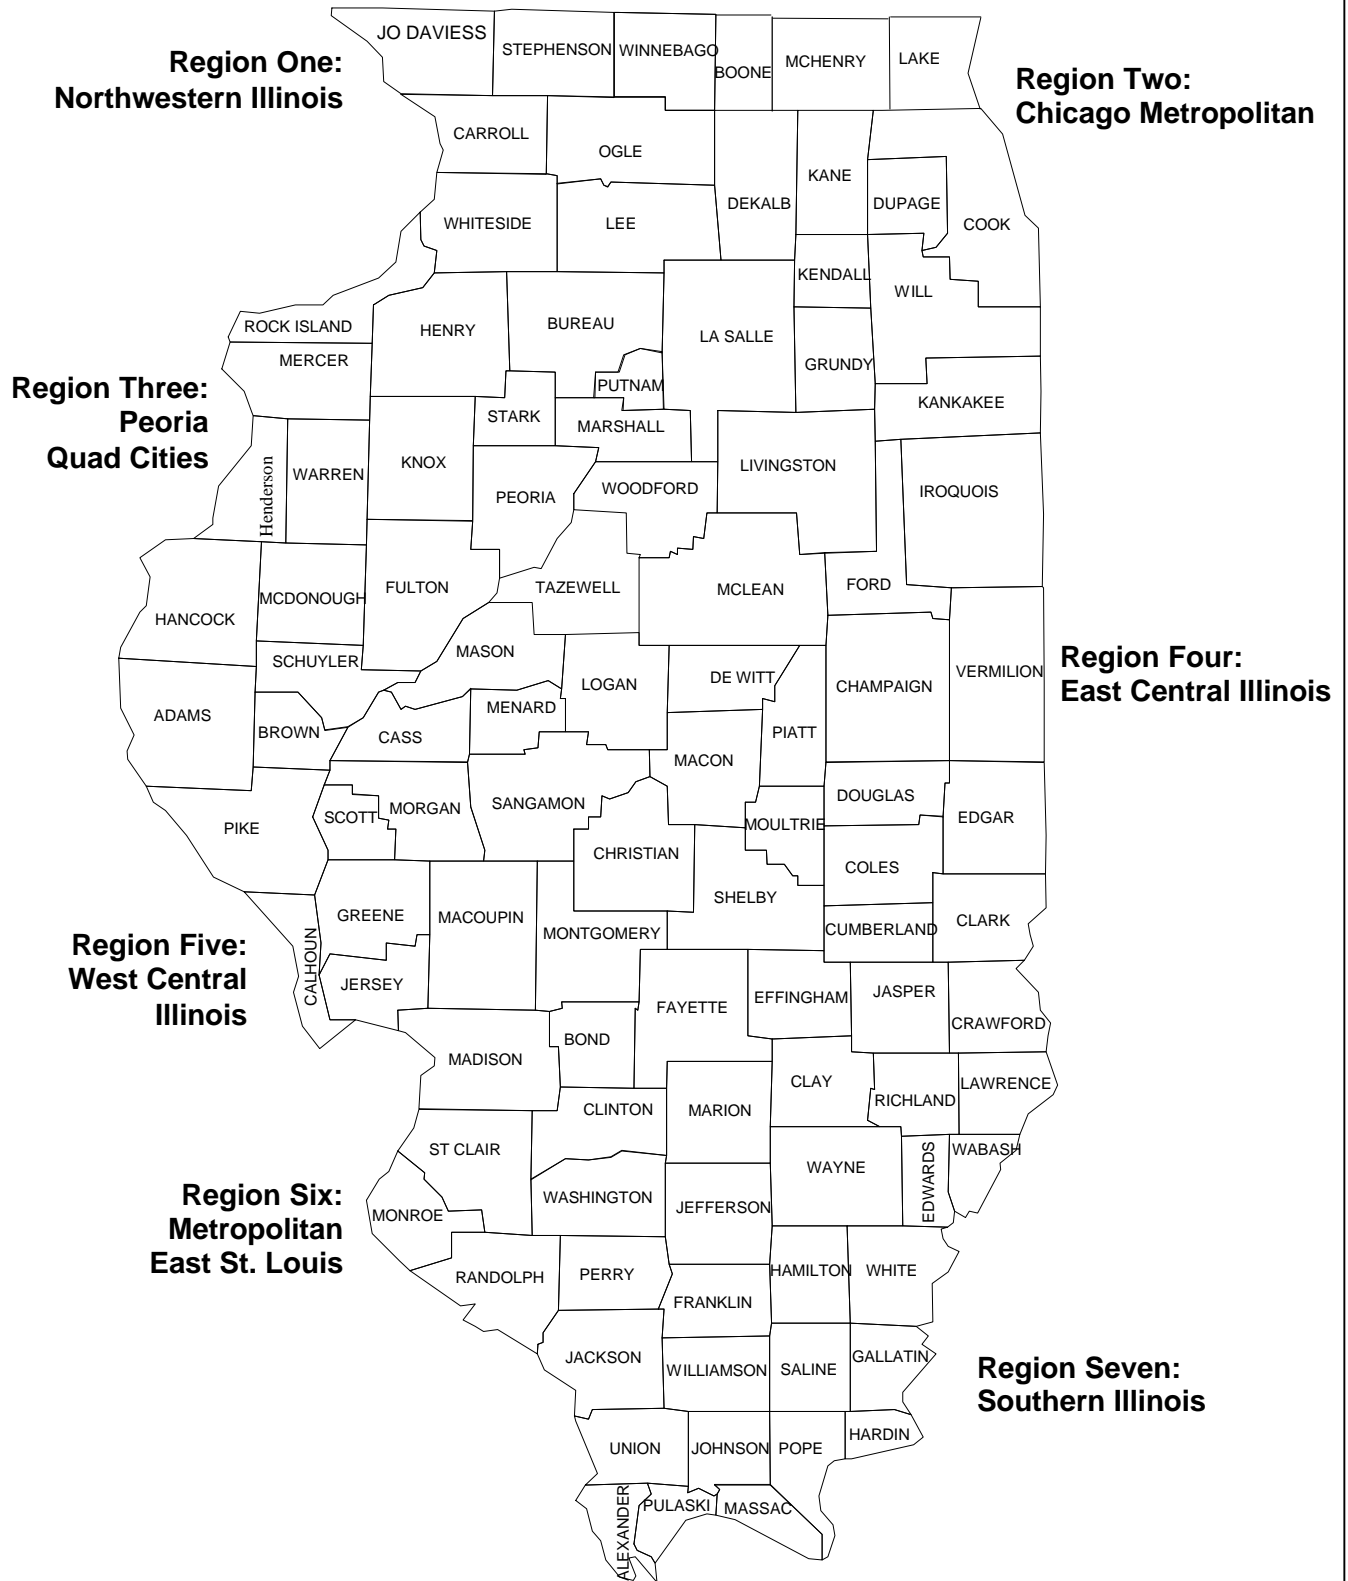 JO DAVIESS
STEPHENSON
WINNEBAGO
BOONE
MCHENRY
LAKE
Region One:
Northwestern Illinois
Region Two:
Chicago Metropolitan
CARROLL
OGLE
DEKALB
KANE
DUPAGE
COOK
WHITESIDE
LEE
KENDALL
WILL
ROCK ISLAND
HENRY
BUREAU
LA SALLE
MERCER
PUTNAM
GRUNDY
KANKAKEE
Region Three:
Peoria
Quad Cities
STARK
MARSHALL
Henderson
WARREN
KNOX
PEORIA
WOODFORD
LIVINGSTON
IROQUOIS
HANCOCK
MCDONOUGH
FULTON
TAZEWELL
MCLEAN
FORD
SCHUYLER
MASON
LOGAN
DE WITT
CHAMPAIGN
VERMILION
Region Four:
East Central Illinois
ADAMS
BROWN
CASS
MENARD
MACON
PIATT
PIKE
SCOTT
MORGAN
SANGAMON
CHRISTIAN
MOULTRIE
DOUGLAS
EDGAR
COLES
SHELBY
GREENE
MACOUPIN
MONTGOMERY
CUMBERLAND
CLARK
Region Five:
West Central
Illinois
CALHOUN
JERSEY
FAYETTE
EFFINGHAM
JASPER
CRAWFORD
MADISON
BOND
CLAY
RICHLAND
LAWRENCE
CLINTON
MARION
ST CLAIR
WAYNE
EDWARDS
WABASH
Region Six:
Metropolitan
East St. Louis
MONROE
WASHINGTON
JEFFERSON
RANDOLPH
PERRY
FRANKLIN
HAMILTON
WHITE
JACKSON
WILLIAMSON
SALINE
GALLATIN
Region Seven:
Southern Illinois
UNION
JOHNSON
POPE
HARDIN
ALEXANDER
PULASKI
MASSAC